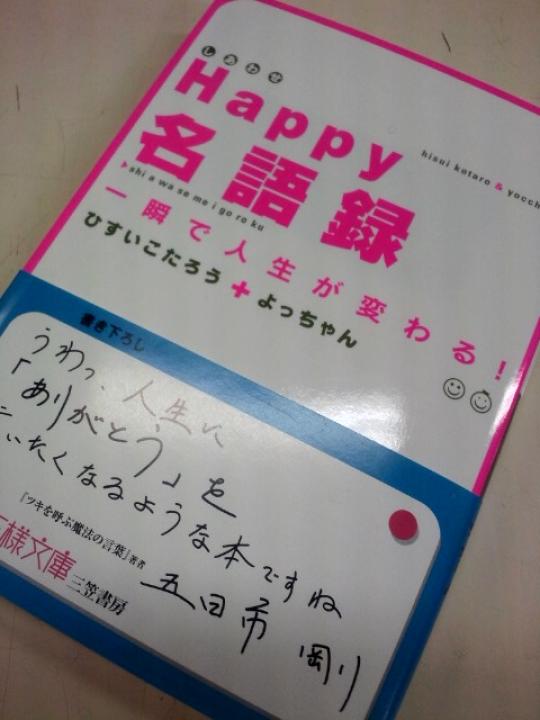 しあわせ
Happy
hisui kotaro & yocch
名語録
shi a wa se me i go ro ku
一瞬で人生が変わる!
ひすいこたろう+よっちゃん
書き下ろし
うわっ、人生に
「ありがとう」を
いたくなるような本ですね
『ツキを呼ぶ魔法の言葉』著者
五日市 剛
様文庫 三笠書房